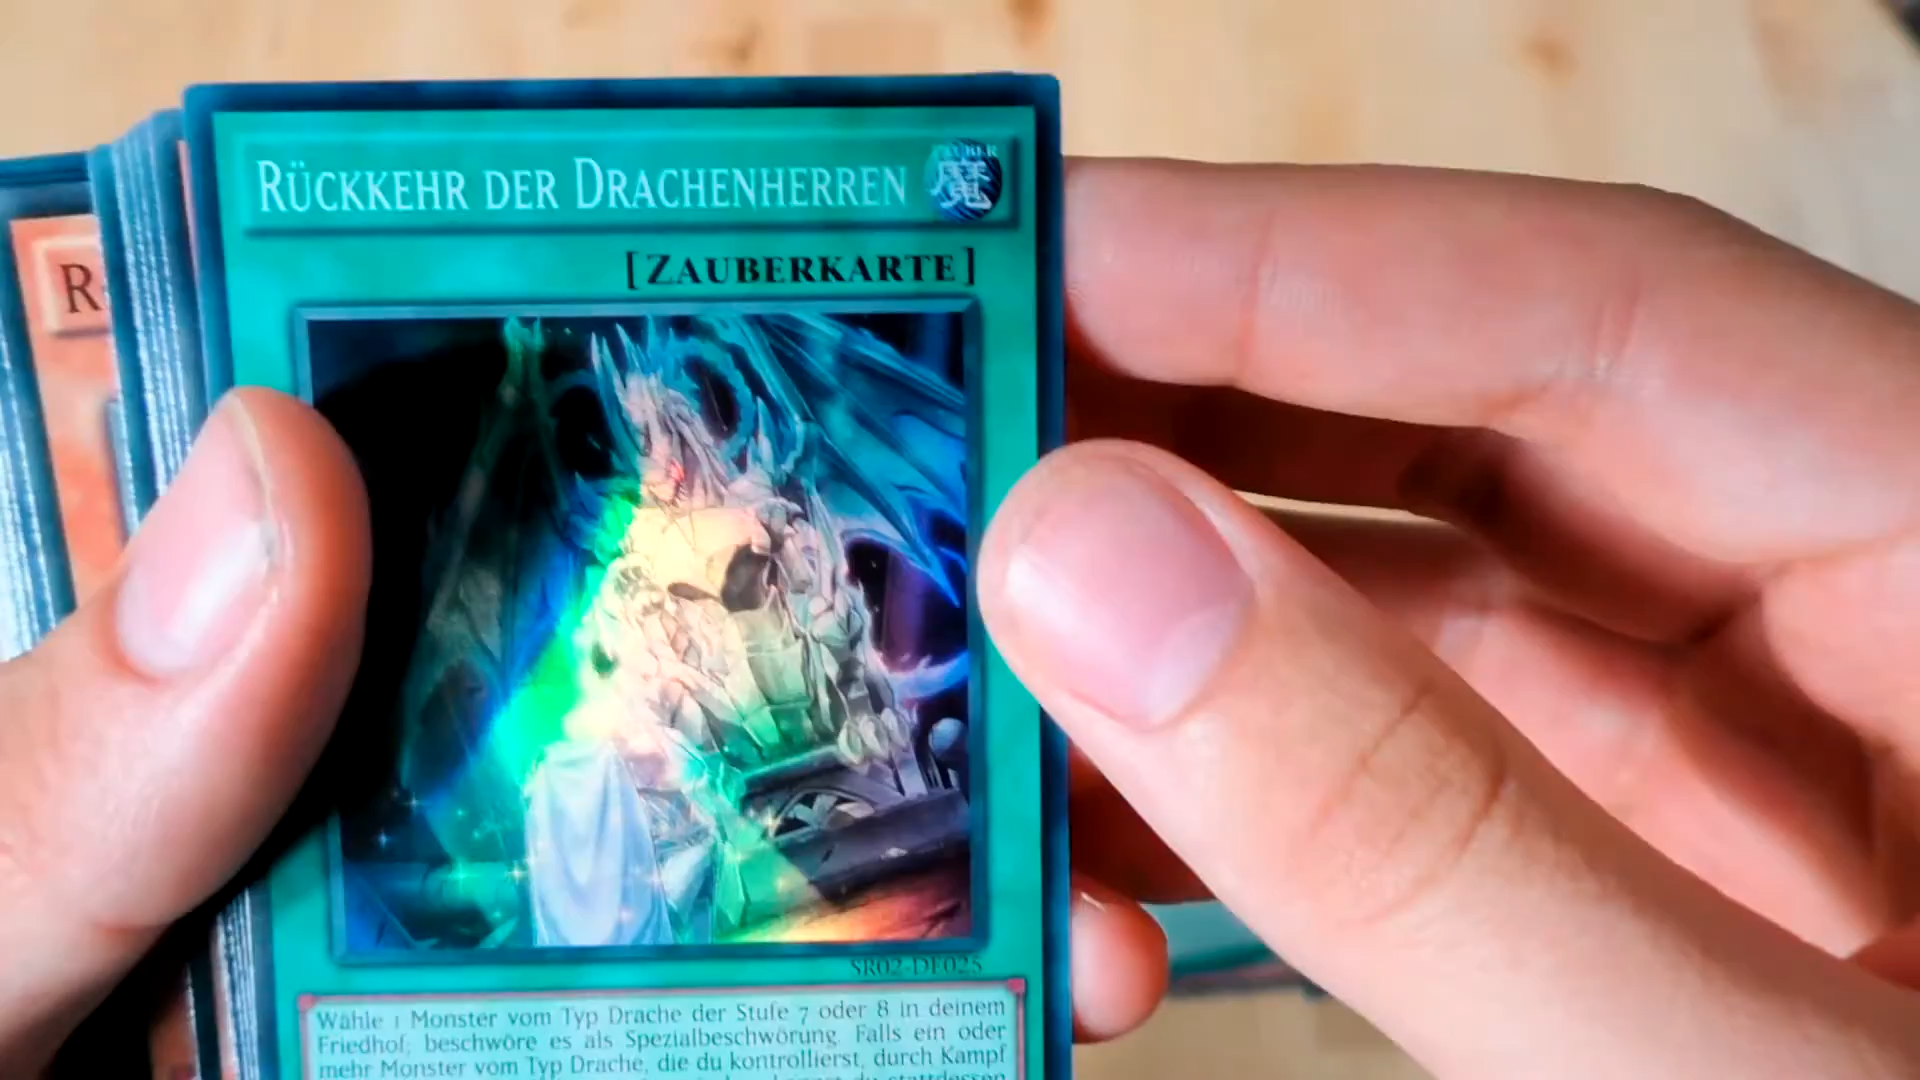 RÜCKKEHR DER DRACHENHERREN
ZAUBER
魔
[ZAUBERKARTE]
R
SR02-DE025
Wähle 1 Monster vom Typ Drache der Stufe 7 oder 8 in deinem
Friedhof; beschwöre es als Spezialbeschwörung. Falls ein oder
mehr Monster vom Typ Drache, die du kontrollierst, durch Kampf
du stattdessen